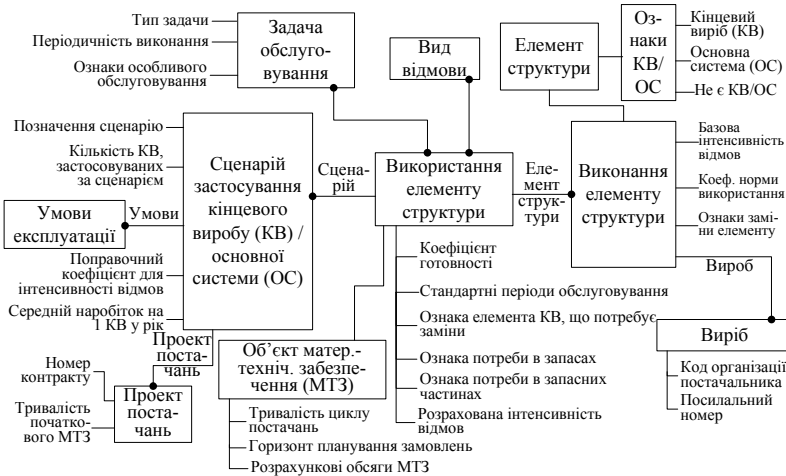 Тип задачи
Періодичність виконання
Ознаки особливого
обслуговування
Задача
обслуго-
вування
Вид
відмови
Елемент
структури
Оз-
наки
КВ/
ОС
Кінцевий
виріб (КВ)
Основна
система (ОС)
Не є КВ/ОС
Позначення сценарію
Кількість КВ,
застосовуваних
за сценарієм
Умови
експлуатації
Умови
Поправочний
коефіцієнт для
інтенсивності відмов
Середній наробіток на
1 КВ у рік
Сценарій
застосування
кінцевого
виробу (КВ) /
основної
системи (ОС)
Сцена-
рій
Використання
елементу
структури
Еле-
мент
струк-
тури
Виконання
елементу
структури
Базова
інтенсивність
відмов
Коеф. норми
використання
Ознаки замі-
ни елементу
Вироб
Виріб
Код організації
постачальника
Посилальний
номер
Коефіцієнт
готовності
Стандартні періоди обслуговування
Ознака елемента КВ, що потребує
заміни
Ознака потреби в запасах
Ознака потреби в запасних
частинах
Розрахована інтенсивність
відмов
Проект
поста-
чань
Номер
контракту
Тривалість
початко-
вого МТЗ
Проект
поста-
чань
Об’єкт матер.-
техніч. забезпе-
чення (МТЗ)
Тривалість циклу
постачань
Горизонт планування замовлень
Розрахункові обсяги МТЗ